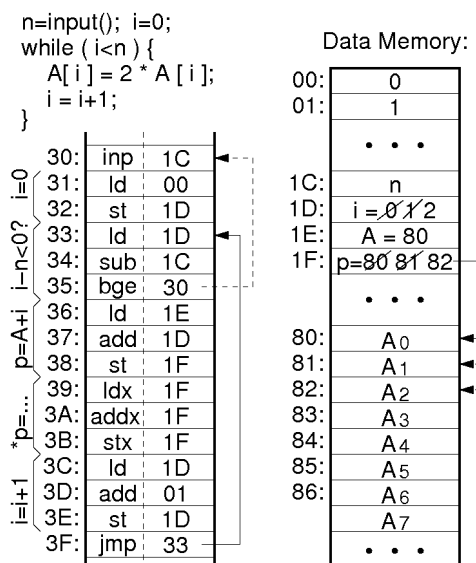 n=input(); i=0;
while ( i<n ) {
A[ i ] = 2 * A [ i ];
i = i+1;
}
30: inp 1C
31: ld 00
32: st 1D
33: ld 1D
34: sub 1C
35: bge 30
36: ld 1E
37: add 1D
38: st 1F
39: ldx 1F
3A: addx 1F
3B: stx 1F
3C: ld 1D
3D: add 01
3E: st 1D
3F: jmp 33
i=0
i-n<0?
p=A+i
*p=...
i=i+1
Data Memory:
00: 0
01: 1
• • •
1C: n
1D: i = 0 1 2
1E: A = 80
1F: p=80 81 82
• • •
80: A0
81: A1
82: A2
83: A3
84: A4
85: A5
86: A6
A7
• • •